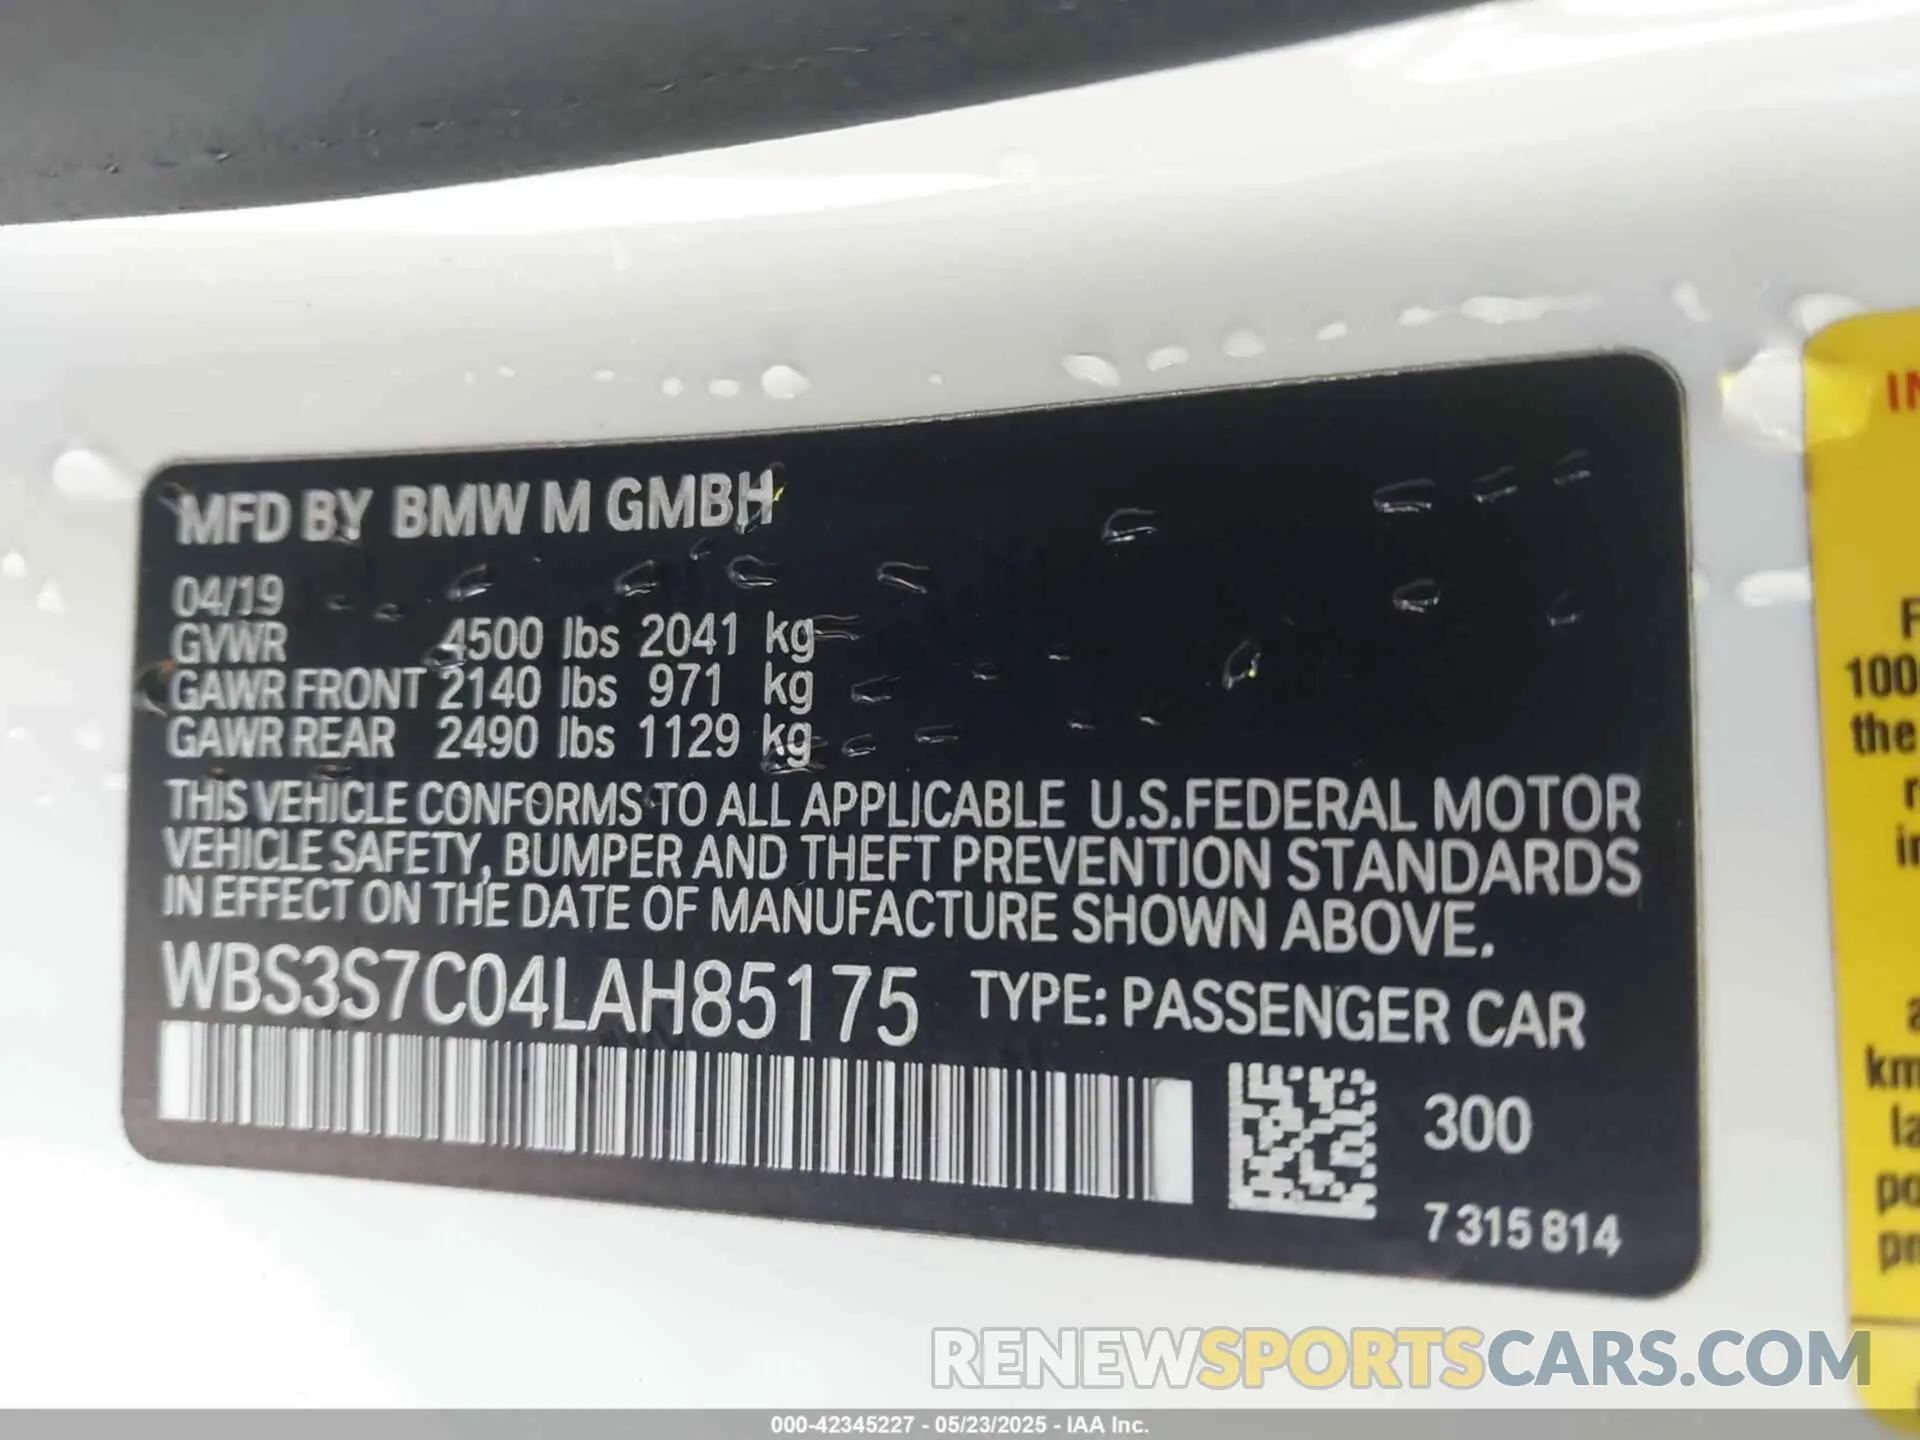 MFD BY BMW M GMBH
04/19
GVWR 4500 lbs 2041 kg
GAWR FRONT 2140 lbs 971 kg
GAWR REAR 2490 lbs 1129 kg
THIS VEHICLE CONFORMS TO ALL APPLICABLE U.S.FEDERAL MOTOR
VEHICLE SAFETY, BUMPER AND THEFT PREVENTION STANDARDS
IN EFFECT ON THE DATE OF MANUFACTURE SHOWN ABOVE.
WBS3S7C04LAH85175 TYPE: PASSENGER CAR
300
7 315 814
100
the
km
RENEWSPORTSCARS.COM
000-42345227 - 05/23/2025 - IAA Inc.